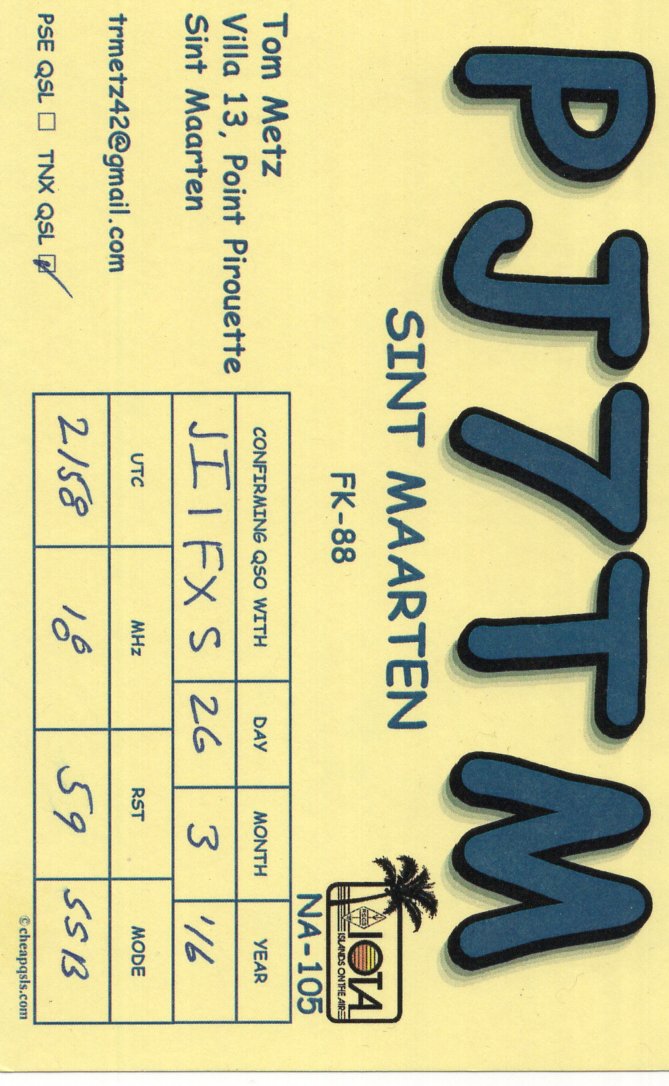 PJ7TM
SINT MAARTEN
FK-88
IOTA
ISLANDS ON THE AIR
RSGB
NA-105
Tom Metz
Villa 13, Point Pirouette
Sint Maarten
trmetz42@gmail.com
PSE QSL ☐ TNX QSL ☑
CONFIRMING QSO WITH DAY MONTH YEAR
JI1FXS 26 3 '16
UTC MHz RST MODE
2158 18 59 SSB
©cheapqsls.com